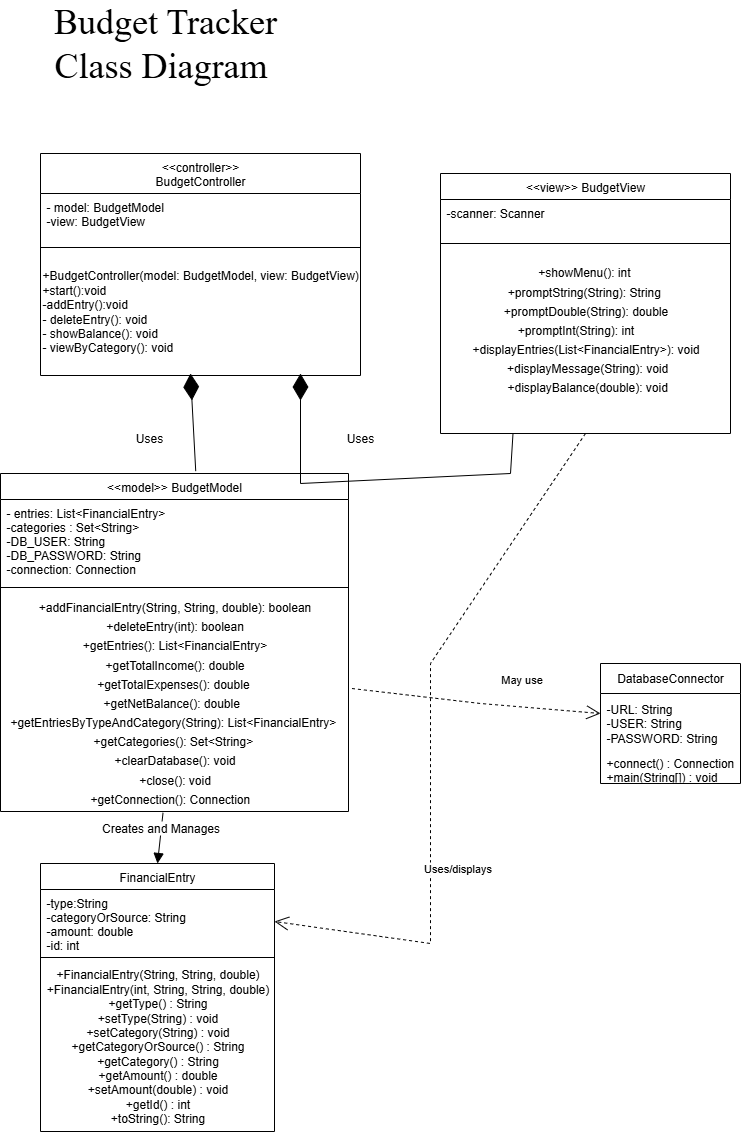 Budget Tracker
Class Diagram
<<controller>>
BudgetController
- model: BudgetModel
-view: BudgetView
+BudgetController(model: BudgetModel, view: BudgetView)
+start():void
-addEntry():void
- deleteEntry(): void
- showBalance(): void
- viewByCategory(): void
<<view>> BudgetView
-scanner: Scanner
+showMenu(): int
+promptString(String): String
+promptDouble(String): double
+promptInt(String): int
+displayEntries(List<FinancialEntry>): void
+displayMessage(String): void
+displayBalance(double): void
Uses
Uses
<<model>> BudgetModel
- entries: List<FinancialEntry>
-categories : Set<String>
-DB_USER: String
-DB_PASSWORD: String
-connection: Connection
+addFinancialEntry(String, String, double): boolean
+deleteEntry(int): boolean
+getEntries(): List<FinancialEntry>
+getTotalIncome(): double
+getTotalExpenses(): double
+getNetBalance(): double
+getEntriesByTypeAndCategory(String): List<FinancialEntry>
+getCategories(): Set<String>
+clearDatabase(): void
+close(): void
+getConnection(): Connection
May use
DatabaseConnector
-URL: String
-USER: String
-PASSWORD: String
+connect() : Connection
+main(String[]) : void
Creates and Manages
Uses/displays
FinancialEntry
-type:String
-categoryOrSource: String
-amount: double
-id: int
+FinancialEntry(String, String, double)
+FinancialEntry(int, String, String, double)
+getType() : String
+setType(String) : void
+setCategory(String) : void
+getCategoryOrSource() : String
+getCategory() : String
+getAmount() : double
+setAmount(double) : void
+getId() : int
+toString(): String